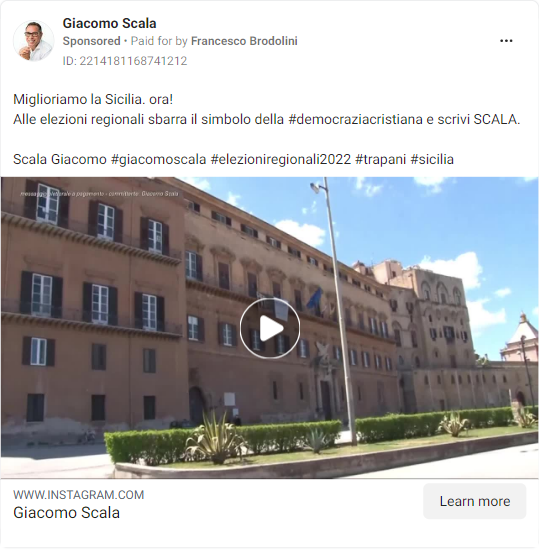 Giacomo Scala
Sponsored • Paid for by Francesco Brodolini
ID: 2214181168741212
Miglioriamo la Sicilia. ora!
Alle elezioni regionali sbarra il simbolo della #democraziacristiana e scrivi SCALA.
Scala Giacomo #giacomoscala #elezioniregionali2022 #trapani #sicilia
messaggio elettorale a pagamento - committente: Giacomo Scala
WWW.INSTAGRAM.COM
Giacomo Scala
Learn more